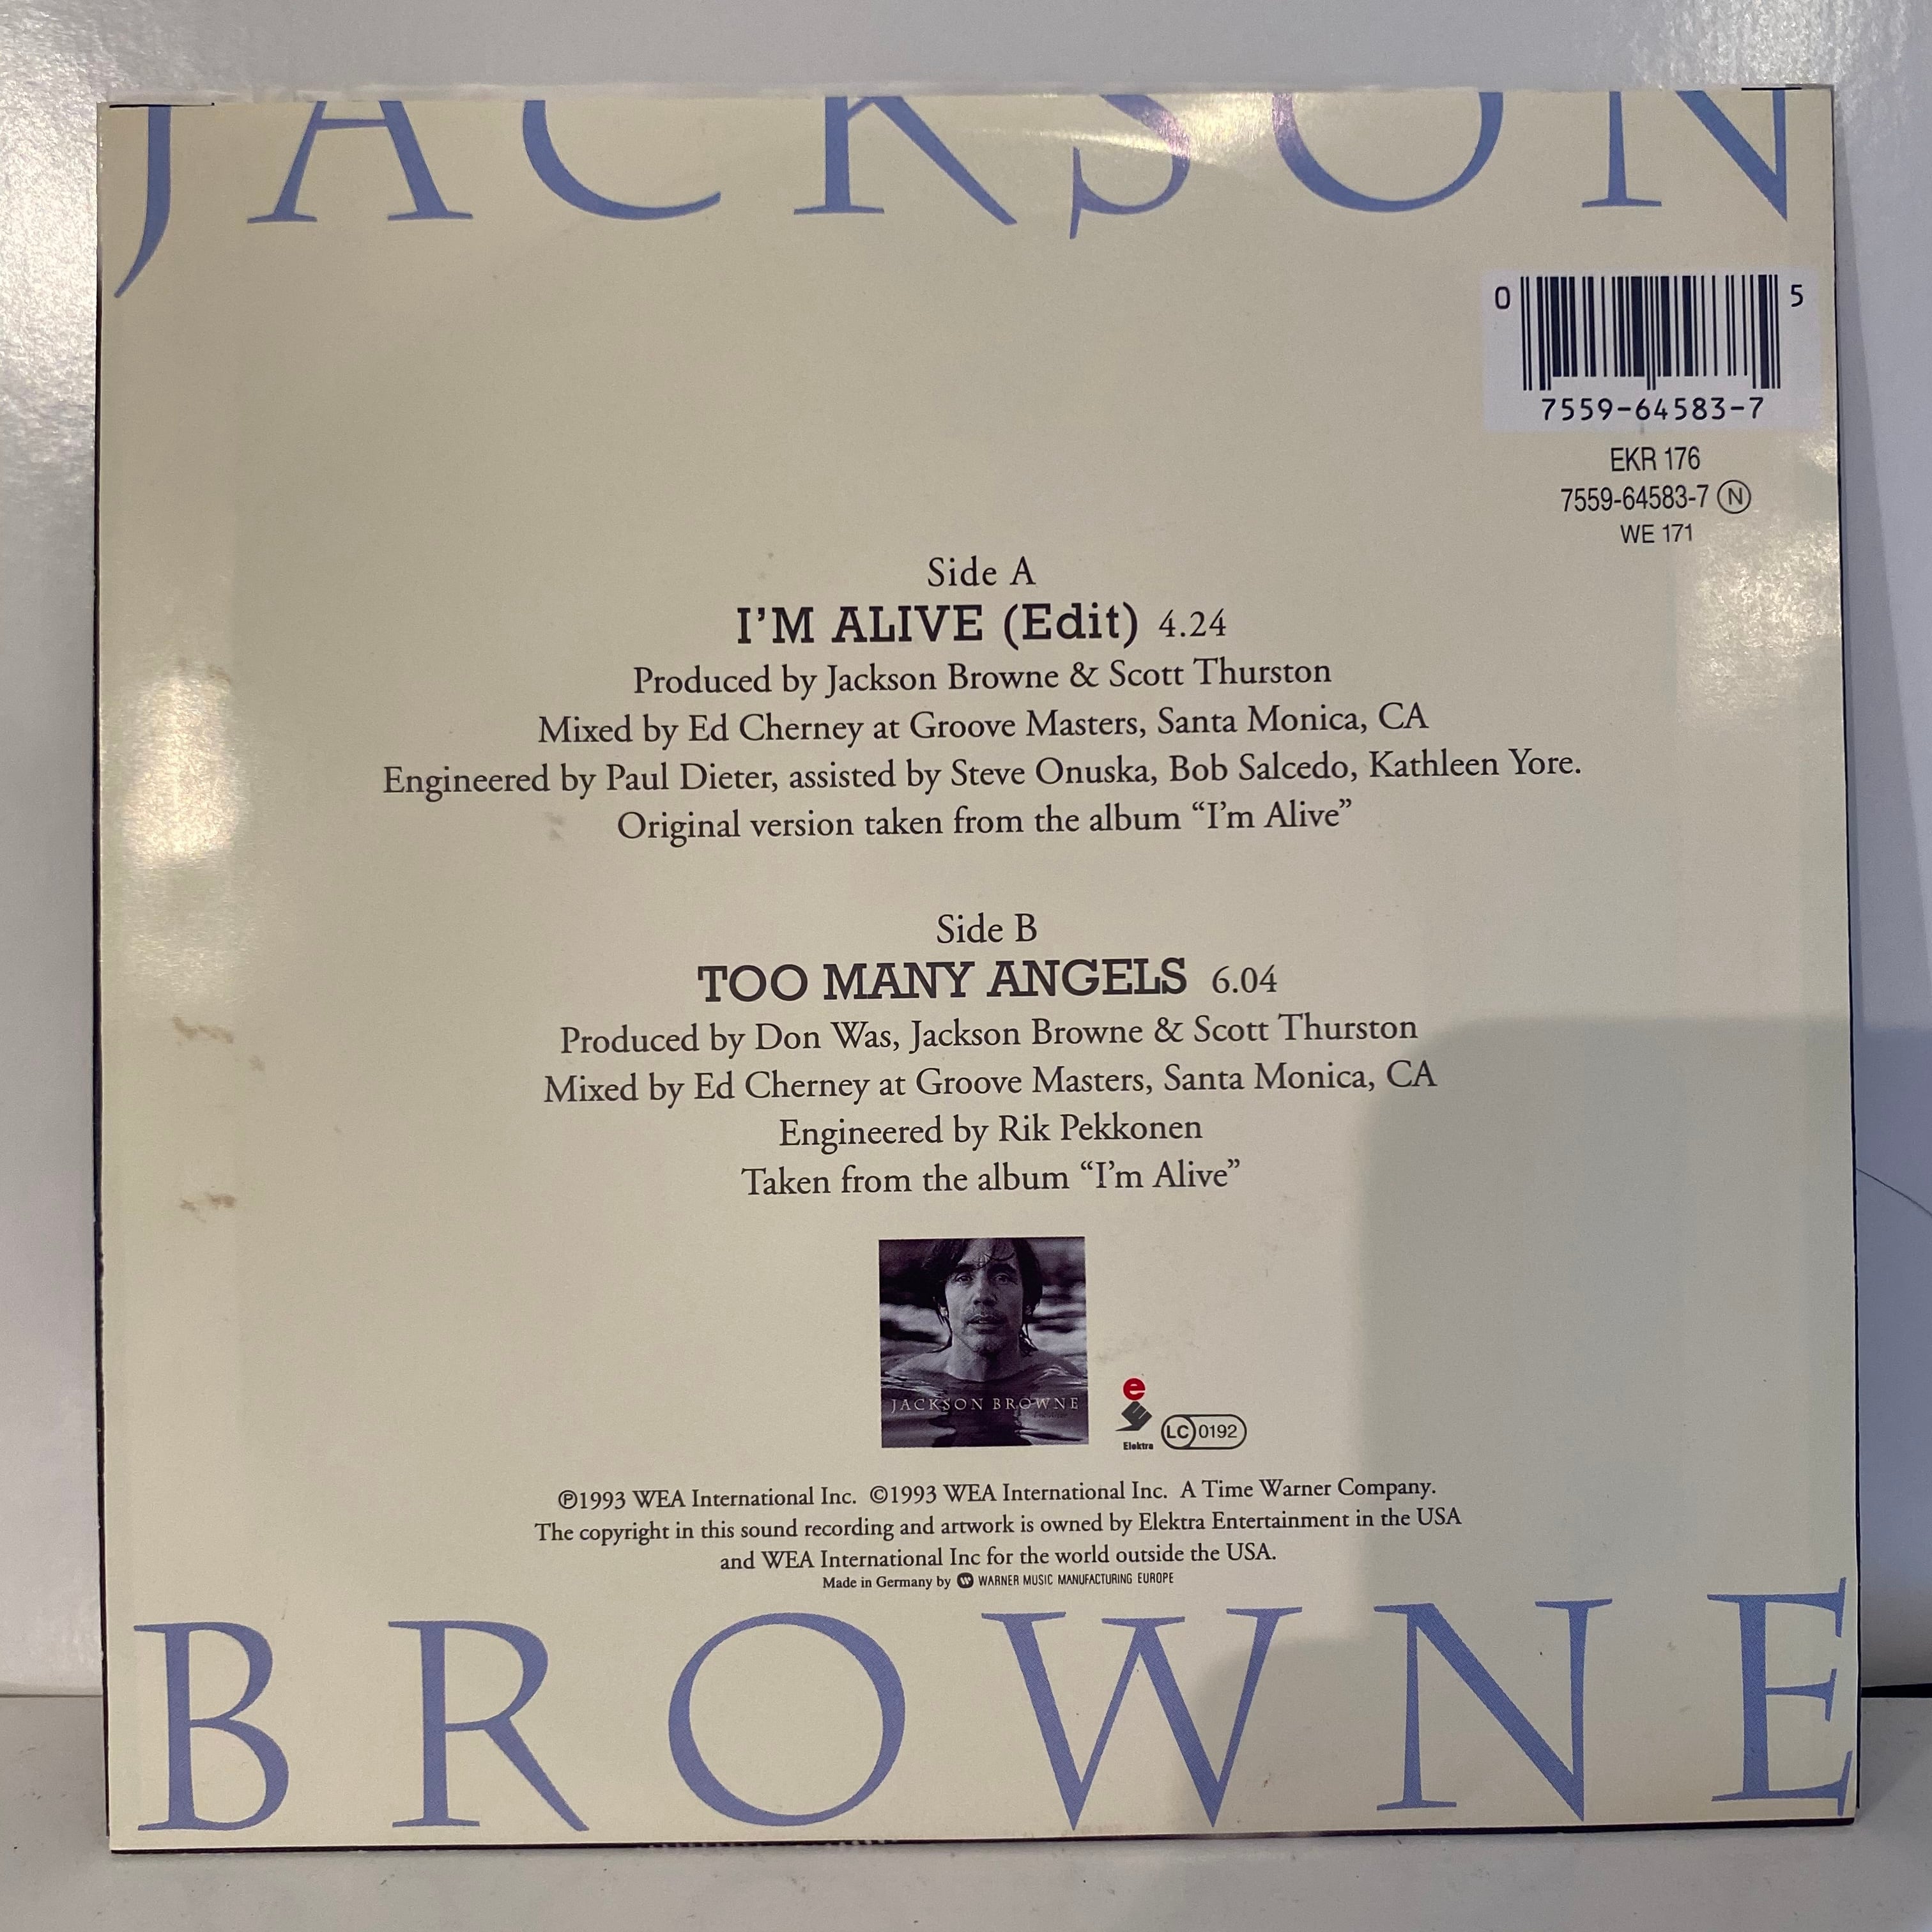 JACKSON
0 5
7559-64583-7
EKR 176
7559-64583-7 Ⓝ
WE 171
Side A
I'M ALIVE (Edit) 4.24
Produced by Jackson Browne & Scott Thurston
Mixed by Ed Cherney at Groove Masters, Santa Monica, CA
Engineered by Paul Dieter, assisted by Steve Onuska, Bob Salcedo, Kathleen Yore.
Original version taken from the album “I'm Alive”
Side B
TOO MANY ANGELS 6.04
Produced by Don Was, Jackson Browne & Scott Thurston
Mixed by Ed Cherney at Groove Masters, Santa Monica, CA
Engineered by Rik Pekkonen
Taken from the album “I'm Alive”
JACKSON BROWNE
e
Elektra
LC 0192
℗1993 WEA International Inc. ©1993 WEA International Inc. A Time Warner Company.
The copyright in this sound recording and artwork is owned by Elektra Entertainment in the USA
and WEA International Inc for the world outside the USA.
Made in Germany by WARNER MUSIC MANUFACTURING EUROPE
BROWNE